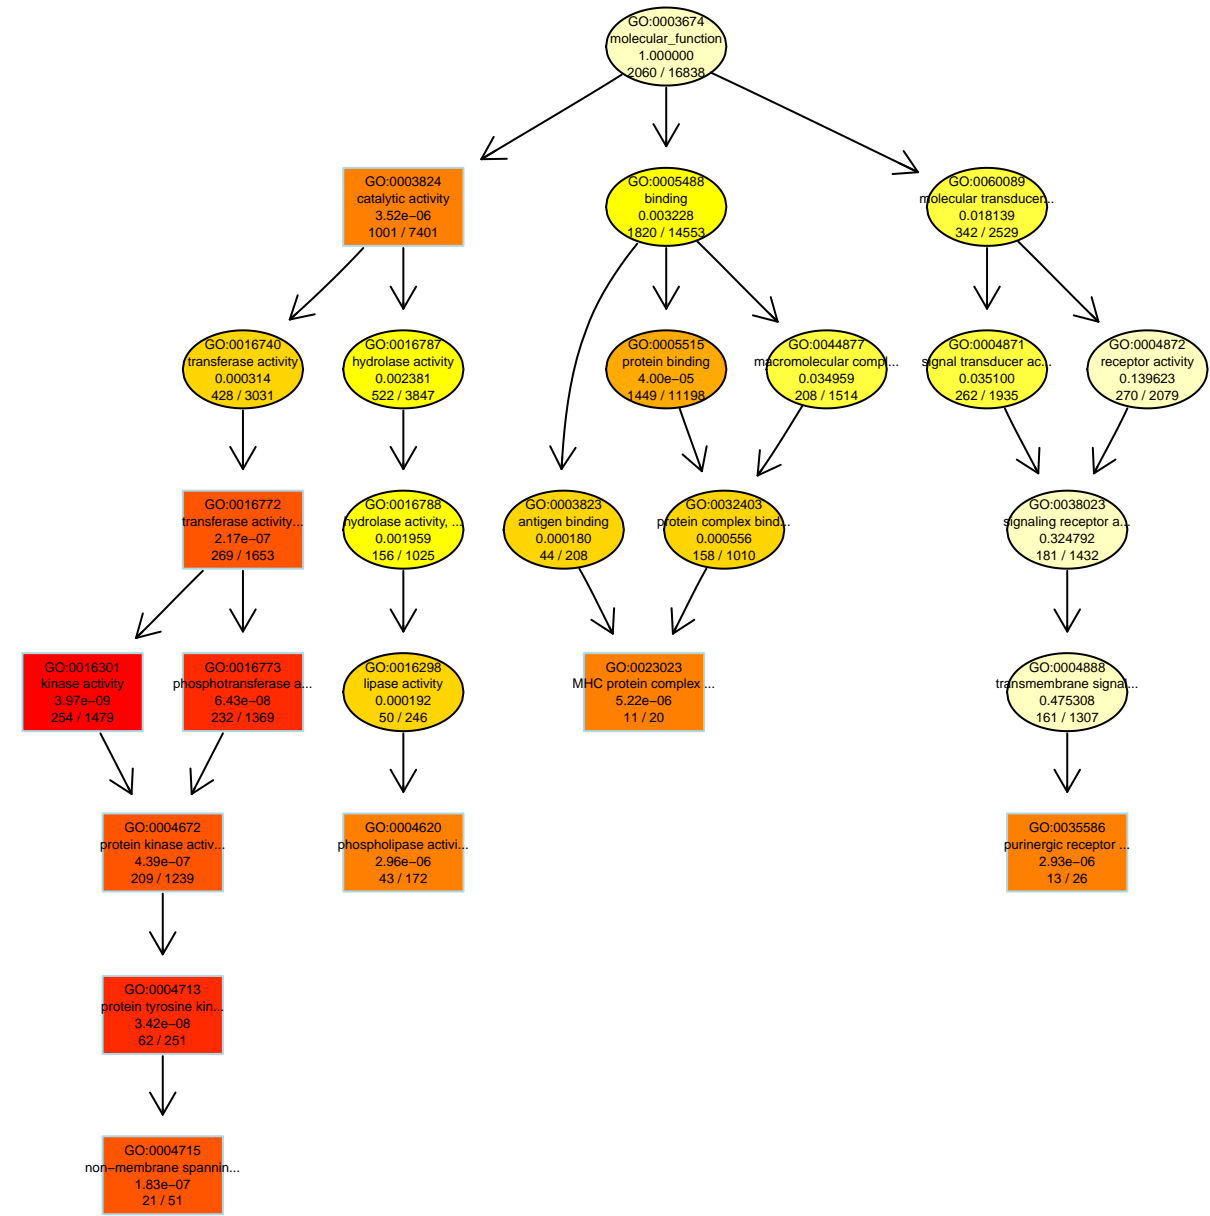 GO:0003674
molecular_function
1.000000
2060 / 16838
GO:0003824
catalytic activity
3.52e−06
1001 / 7401
GO:0005488
binding
0.003228
1820 / 14553
GO:0060089
molecular transducer...
0.018139
342 / 2529
GO:0016740
transferase activity
0.000314
428 / 3031
GO:0016787
hydrolase activity
0.002381
522 / 3847
GO:0005515
protein binding
4.00e−05
1449 / 11198
GO:0044877
macromolecular compl...
0.034959
208 / 1514
GO:0004871
signal transducer ac...
0.035100
262 / 1935
GO:0004872
receptor activity
0.139623
270 / 2079
GO:0016772
transferase activity...
2.17e−07
269 / 1653
GO:0016788
hydrolase activity, ...
0.001959
156 / 1025
GO:0003823
antigen binding
0.000180
44 / 208
GO:0032403
protein complex bind...
0.000556
158 / 1010
GO:0038023
signaling receptor a...
0.324792
181 / 1432
GO:0016301
kinase activity
3.97e−09
254 / 1479
GO:0016773
phosphotransferase a...
6.43e−08
232 / 1369
GO:0016298
lipase activity
0.000192
50 / 246
GO:0023023
MHC protein complex ...
5.22e−06
11 / 20
GO:0004888
transmembrane signal...
0.475308
161 / 1307
GO:0004672
protein kinase activ...
4.39e−07
209 / 1239
GO:0004620
phospholipase activi...
2.96e−06
43 / 172
GO:0035586
purinergic receptor ...
2.93e−06
13 / 26
GO:0004713
protein tyrosine kin...
3.42e−08
62 / 251
GO:0004715
non−membrane spannin...
1.83e−07
21 / 51